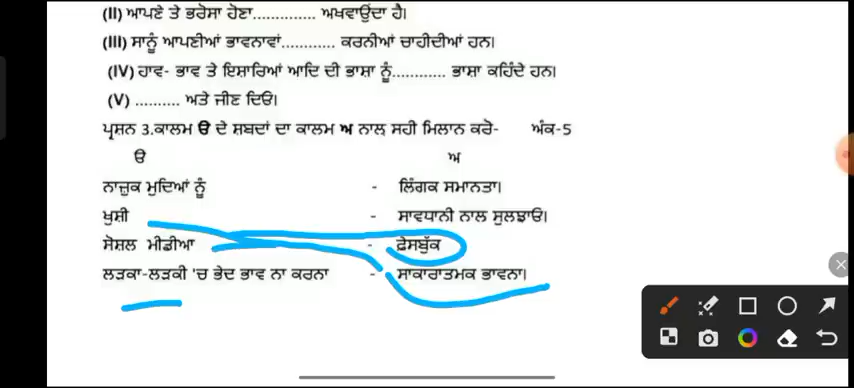 (II) ਆਪਣੇ ਤੇ ਭਰੋਸਾ ਹੋਣਾ............. ਅਖਵਾਉਂਦਾ ਹੈ।
(III) ਸਾਨੂੰ ਆਪਣੀਆਂ ਭਾਵਨਾਵਾਂ........... ਕਰਨੀਆਂ ਚਾਹੀਦੀਆਂ ਹਨ।
(IV) ਹਾਵ- ਭਾਵ ਤੇ ਇਸ਼ਾਰਿਆਂ ਆਦਿ ਦੀ ਭਾਸ਼ਾ ਨੂੰ........... ਭਾਸ਼ਾ ਕਹਿੰਦੇ ਹਨ।
(V) .......... ਅਤੇ ਜੀਣ ਦਿਓ।
ਪ੍ਰਸ਼ਨ 3.ਕਾਲਮ ੳ ਦੇ ਸ਼ਬਦਾਂ ਦਾ ਕਾਲਮ ਅ ਨਾਲ ਸਹੀ ਮਿਲਾਨ ਕਰੋ- ਅੰਕ-5
ੳ ਅ
ਨਾਜ਼ੁਕ ਮੁਦਿਆਂ ਨੂੰ - ਲਿੰਗਕ ਸਮਾਨਤਾ।
ਖੁਸ਼ੀ - ਸਾਵਧਾਨੀ ਨਾਲ ਸੁਲਝਾਓ।
ਸੋਸ਼ਲ ਮੀਡੀਆ - ਫ਼ੇਸਬੁੱਕ
ਲੜਕਾ-ਲੜਕੀ 'ਚ ਭੇਦ ਭਾਵ ਨਾ ਕਰਨਾ - ਸਾਕਾਰਾਤਮਕ ਭਾਵਨਾ।